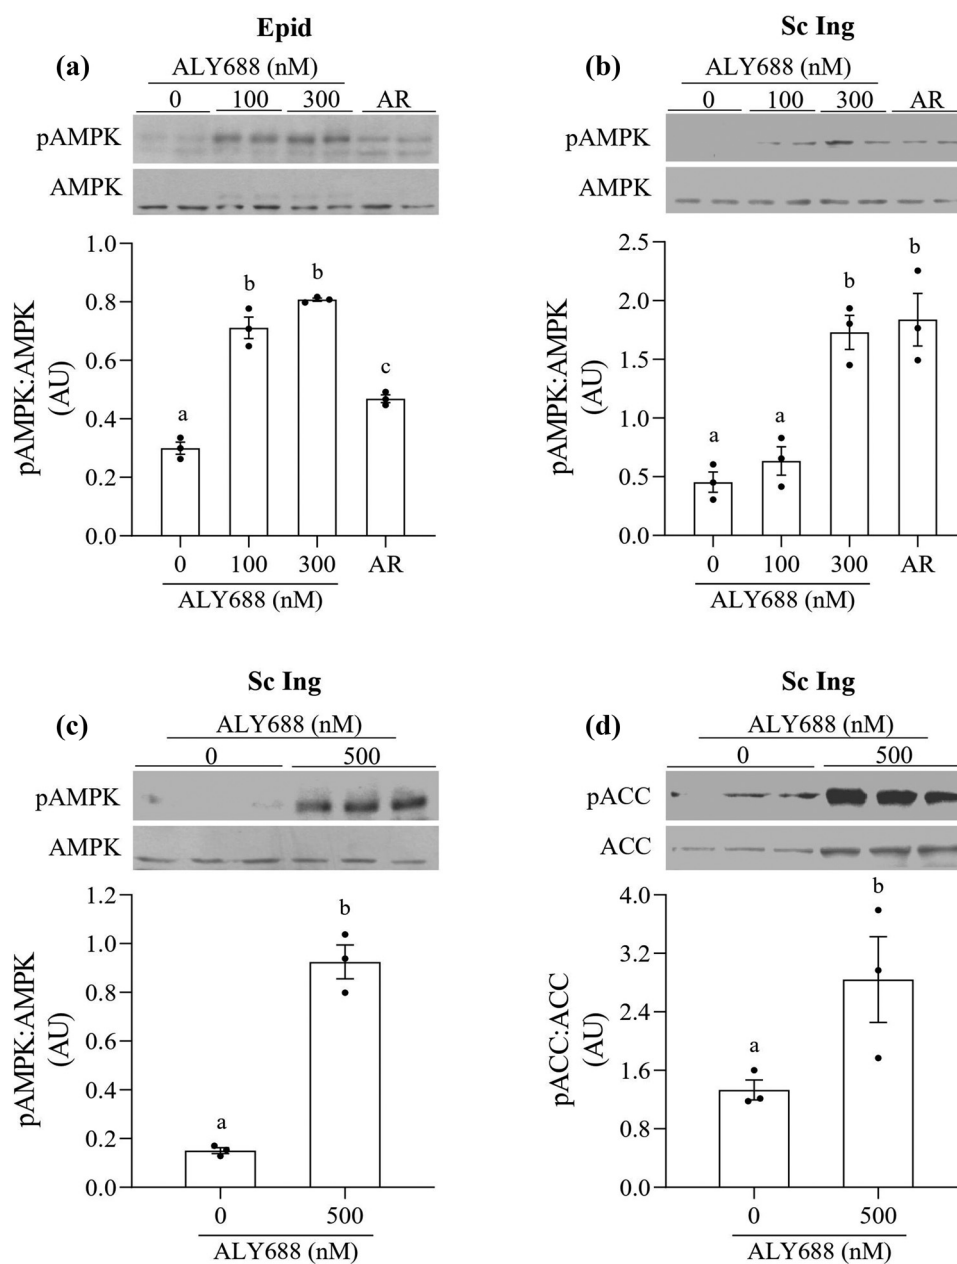 Epid
(a)
ALY688 (nM)
0 100 300 AR
pAMPK
AMPK
pAMPK:AMPK
(AU)
1.0
0.8
0.6
0.4
0.2
0.0
a
b
b
c
0 100 300 AR
ALY688 (nM)
Sc Ing
(b)
ALY688 (nM)
0 100 300 AR
pAMPK
AMPK
pAMPK:AMPK
(AU)
2.5
2.0
1.5
1.0
0.5
0.0
a
a
b
b
0 100 300 AR
ALY688 (nM)
Sc Ing
(c)
ALY688 (nM)
0 500
pAMPK
AMPK
pAMPK:AMPK
(AU)
1.2
1.0
0.8
0.6
0.4
0.2
0.0
a
b
0 500
ALY688 (nM)
Sc Ing
(d)
ALY688 (nM)
0 500
pACC
ACC
pACC:ACC
(AU)
4.0
3.2
2.4
1.6
0.8
0.0
a
b
0 500
ALY688 (nM)